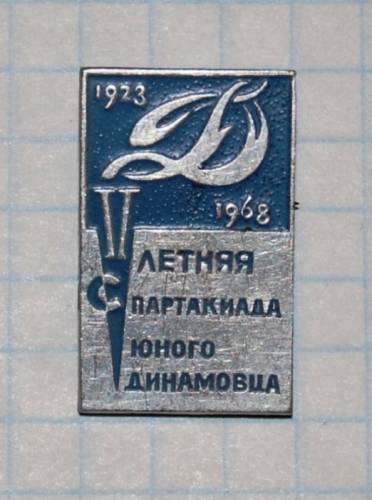 1923
Д
1968
VI ЛЕТНЯЯ
СПАРТАКИАДА
ЮНОГО
ДИНАМОВЦА